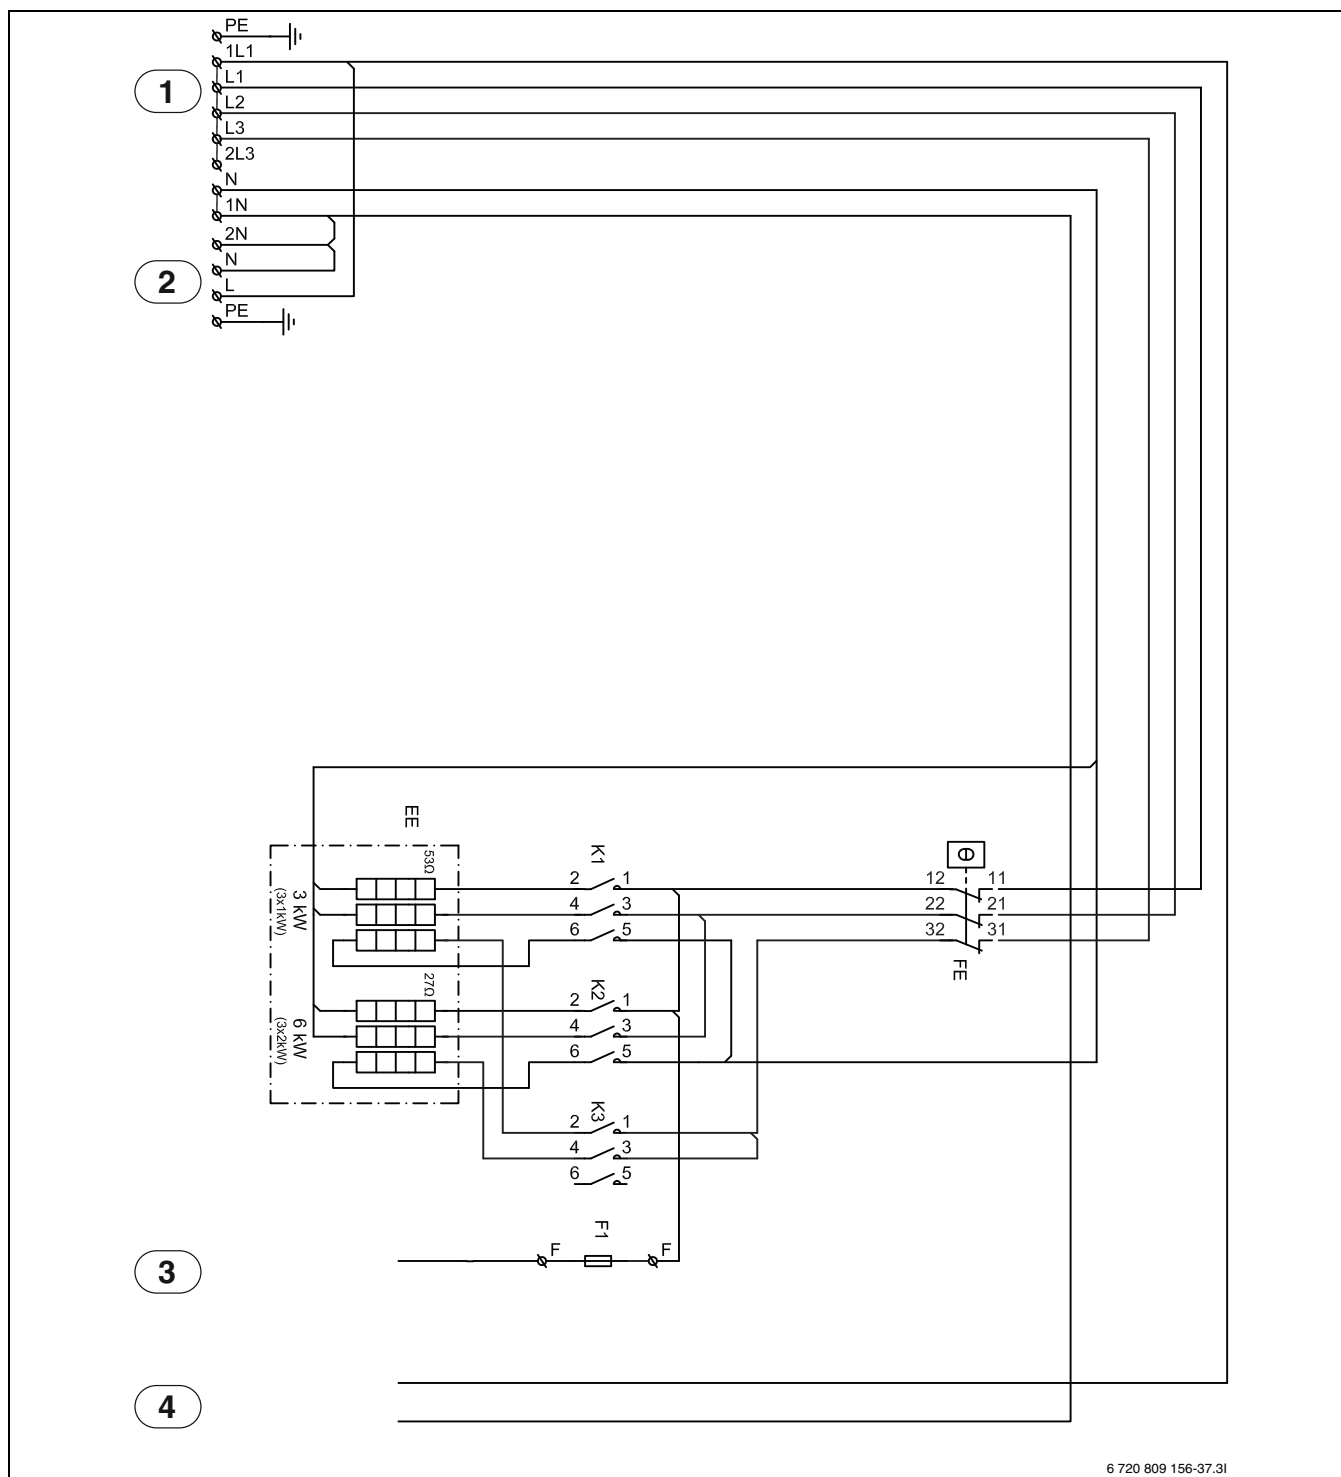 PE
1L1
1
L1
L2
L3
2L3
N
1N
2N
N
2
L
PE
EE
53Ω
3 kW
(3x1kW)
K1
2 1
4 3
6 5
12 11
22 21
32 31
FE
27Ω
6 kW
(3x2kW)
K2
2 1
4 3
6 5
K3
2 1
4 3
6 5
F1
F F
3
4
6 720 809 156-37.3I